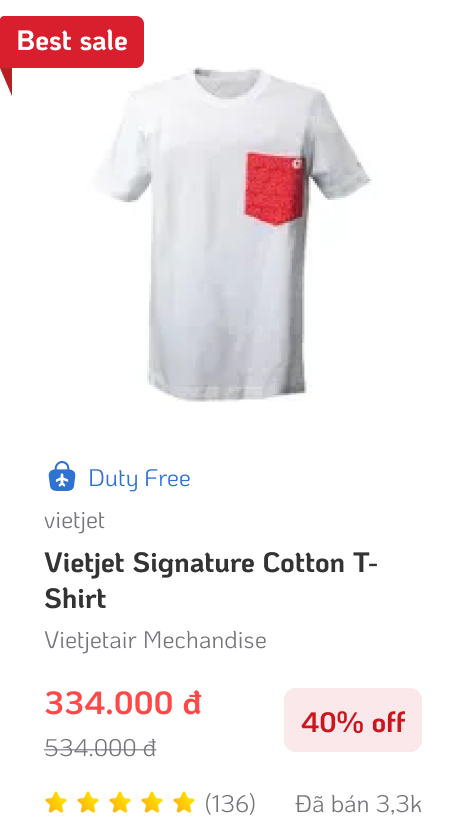 Best sale
Duty Free
vietjet
Vietjet Signature Cotton T-
Shirt
Vietjetair Mechandise
334.000 đ
40% off
534.000 đ
(136)
Đã bán 3,3k